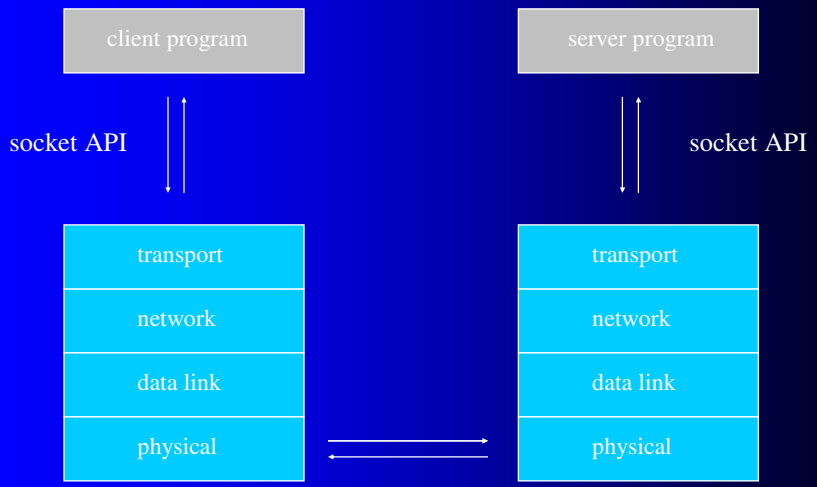 client program
server program
socket API
socket API
transport
transport
network
network
data link
data link
physical
physical